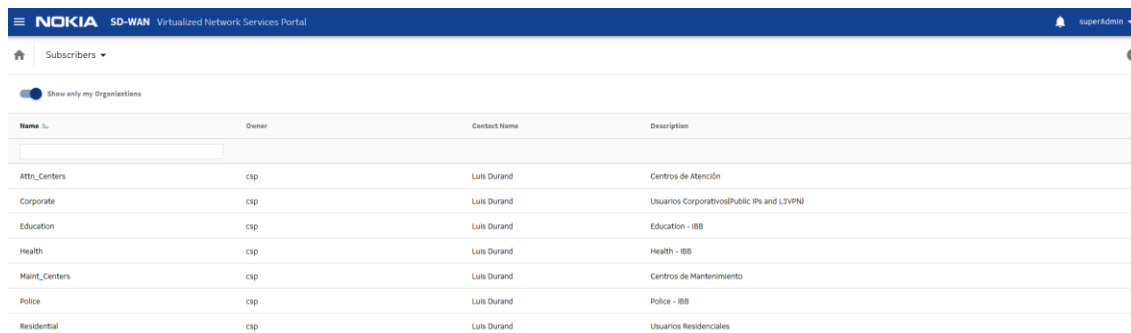 NOKIA SD-WAN Virtualized Network Services Portal superAdmin
Subscribers
Show only my Organizations
Name Owner Contact Name Description
Attn_Centers csp Luis Durand Centros de Atención
Corporate csp Luis Durand Usuarios Corporativos(Public IPs and L3VPN)
Education csp Luis Durand Education - IBB
Health csp Luis Durand Health - IBB
Maint_Centers csp Luis Durand Centros de Mantenimiento
Police csp Luis Durand Police - IBB
Residential csp Luis Durand Usuarios Residenciales